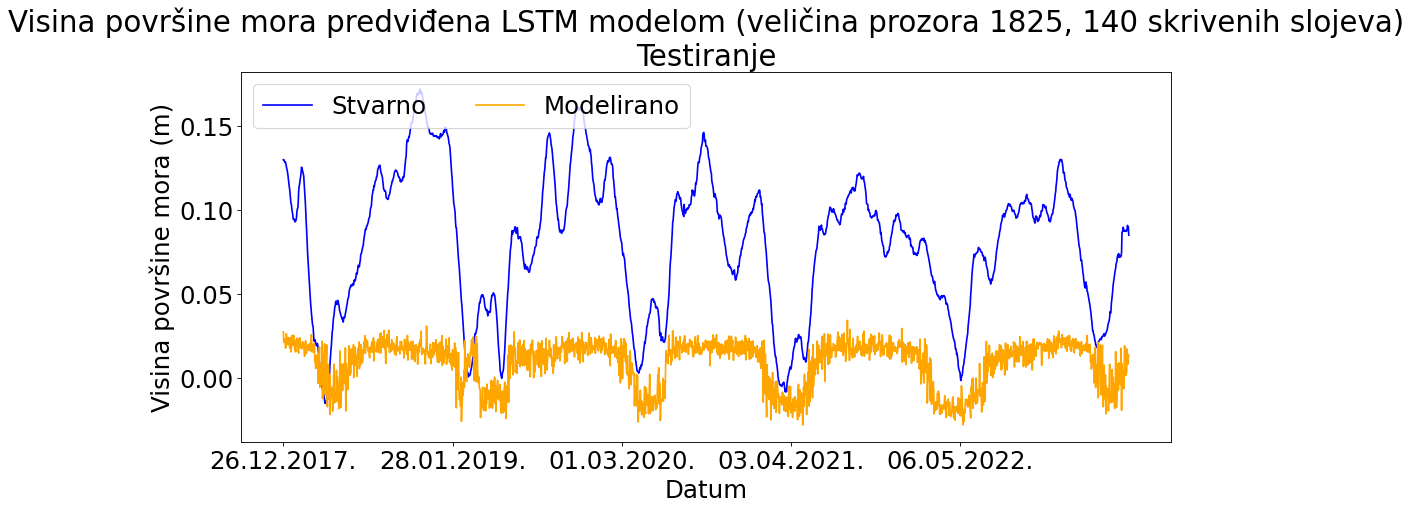 Visina površine mora predviđena LSTM modelom (veličina prozora 1825, 140 skrivenih slojeva)
Testiranje
Stvarno Modelirano
Visina površine mora (m)
0.15
0.10
0.05
0.00
26.12.2017. 28.01.2019. 01.03.2020. 03.04.2021. 06.05.2022.
Datum